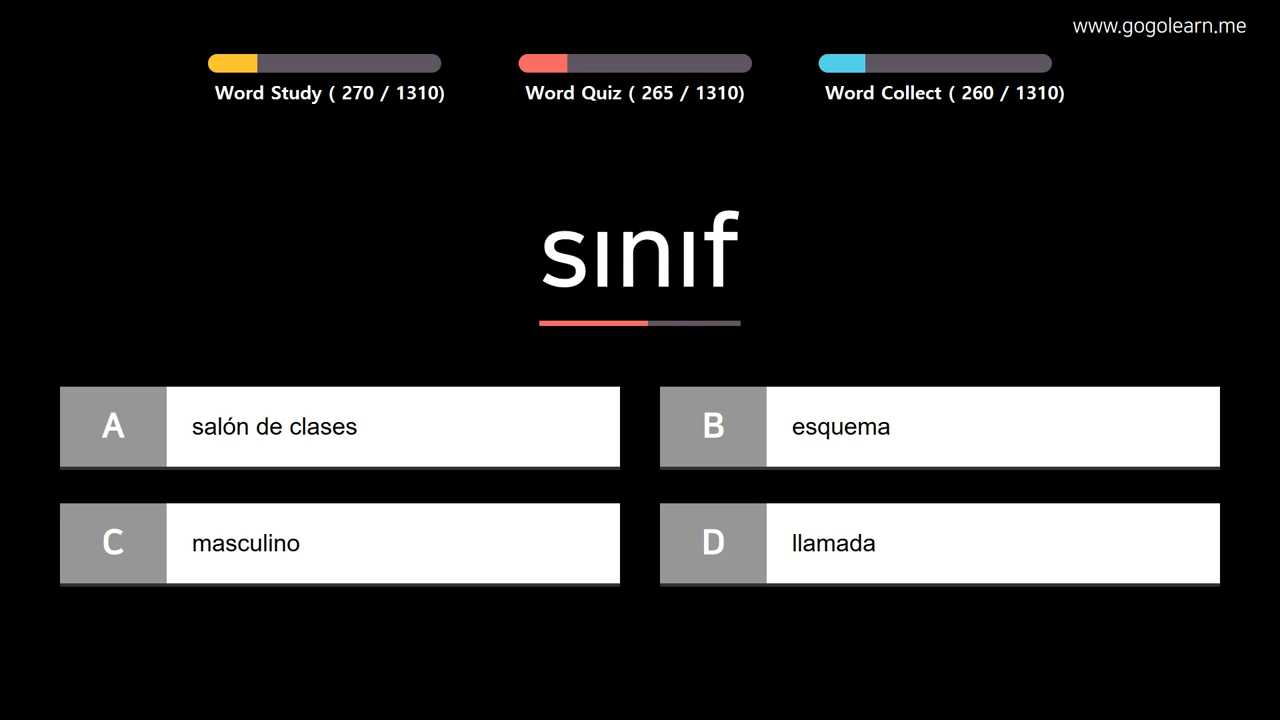 www.gogolearn.me
Word Study ( 270 / 1310)
Word Quiz ( 265 / 1310)
Word Collect ( 260 / 1310)
sınıf
A salón de clases
B esquema
C masculino
D llamada